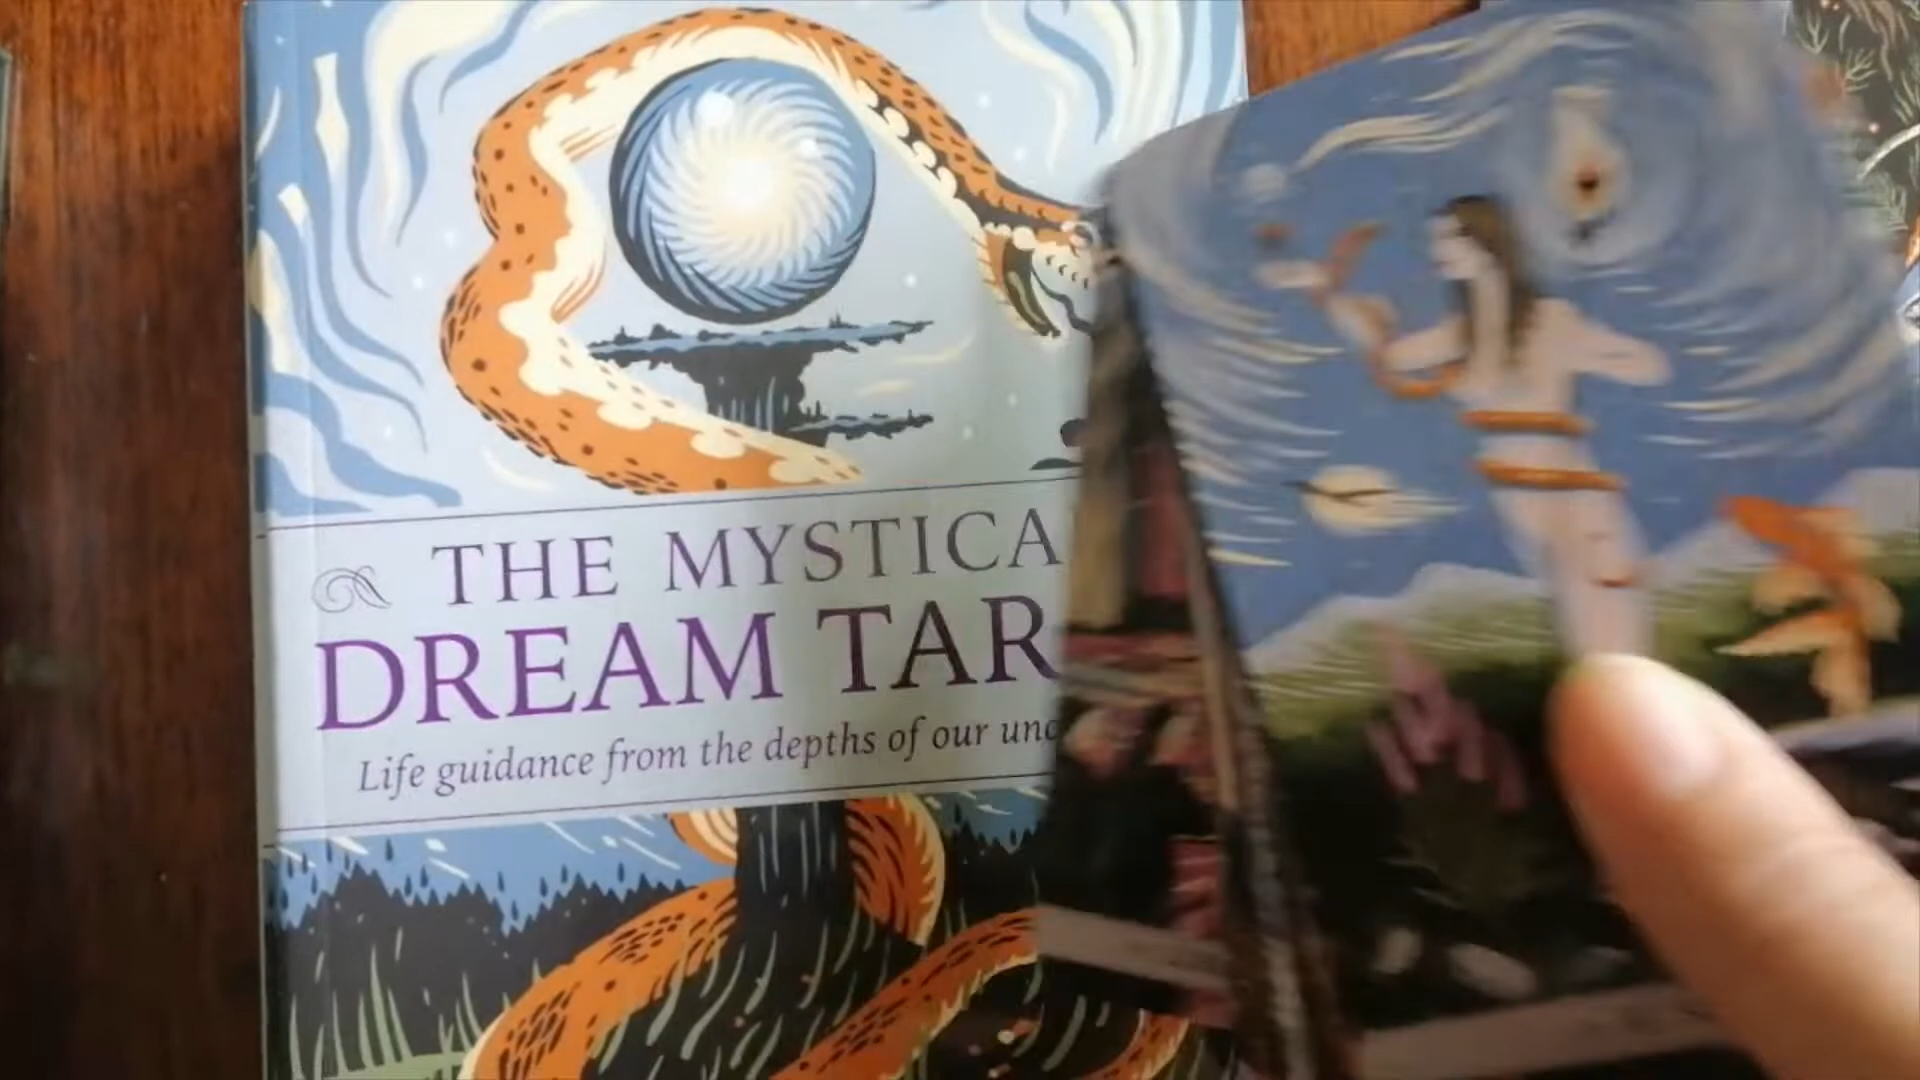 THE MYSTICA
DREAM TAR
Life guidance from the depths of our unc